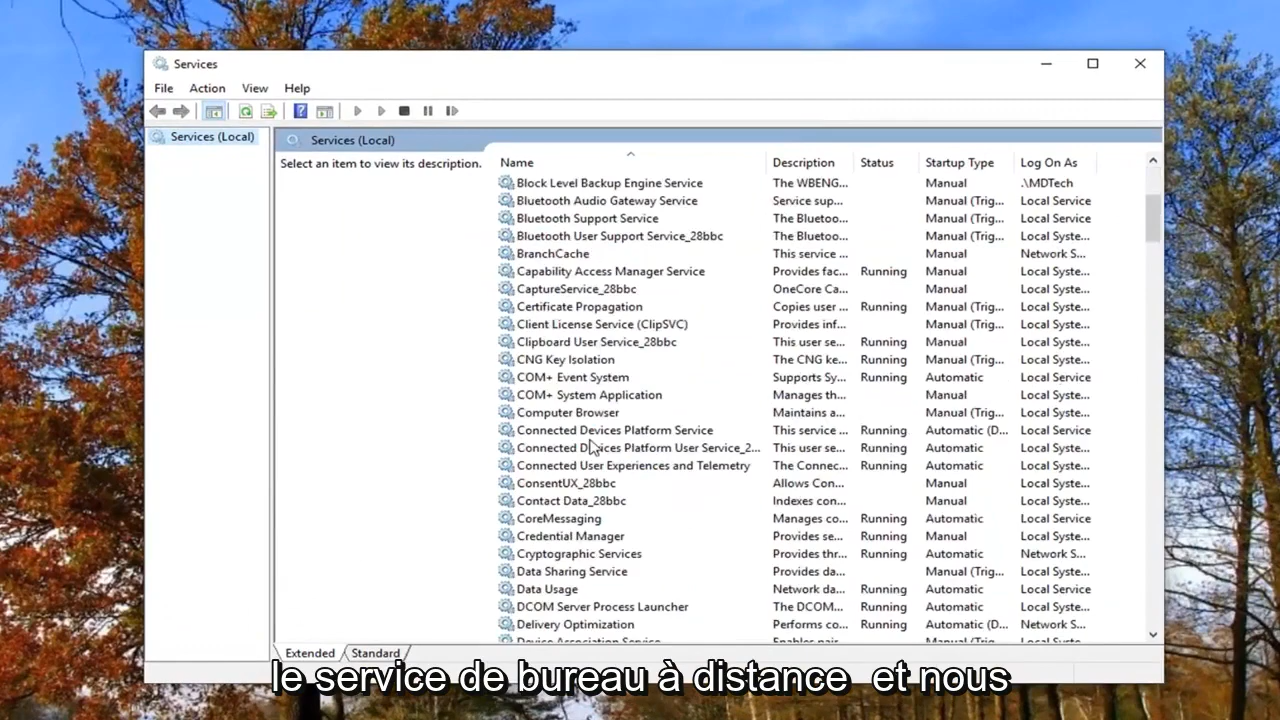 Services
File Action View Help
Services (Local)
Services (Local)
Select an item to view its description.
Name Description Status Startup Type Log On As
Block Level Backup Engine Service The WBENG... Manual .\MDTech
Bluetooth Audio Gateway Service Service sup... Manual (Trig... Local Service
Bluetooth Support Service The Bluetoo... Manual (Trig... Local Service
Bluetooth User Support Service_28bbc The Bluetoo... Manual (Trig... Local Syste...
BranchCache This service ... Manual Network S...
Capability Access Manager Service Provides fac... Running Manual Local Syste...
CaptureService_28bbc OneCore Ca... Manual Local Syste...
Certificate Propagation Copies user ... Running Manual (Trig... Local Syste...
Client License Service (ClipSVC) Provides inf... Manual (Trig... Local Syste...
Clipboard User Service_28bbc This user se... Running Manual Local Syste...
CNG Key Isolation The CNG ke... Running Manual (Trig... Local Syste...
COM+ Event System Supports Sy... Running Automatic Local Service
COM+ System Application Manages th... Manual Local Syste...
Computer Browser Maintains a... Manual (Trig... Local Syste...
Connected Devices Platform Service This service ... Running Automatic (D... Local Service
Connected Devices Platform User Service_2... This user se... Running Automatic Local Syste...
Connected User Experiences and Telemetry The Connec... Running Automatic Local Syste...
ConsentUX_28bbc Allows Con... Manual Local Syste...
Contact Data_28bbc Indexes con... Manual Local Syste...
CoreMessaging Manages co... Running Automatic Local Service
Credential Manager Provides se... Running Manual Local Syste...
Cryptographic Services Provides thr... Running Automatic Network S...
Data Sharing Service Provides da... Manual (Trig... Local Syste...
Data Usage Network da... Running Automatic Local Service
DCOM Server Process Launcher The DCOM... Running Automatic Local Syste...
Delivery Optimization Performs co... Running Automatic (D... Network S...
Device Association Service Enables pair... Manual (Trig... Local Syste...
Extended Standard
le service de bureau à distance et nous